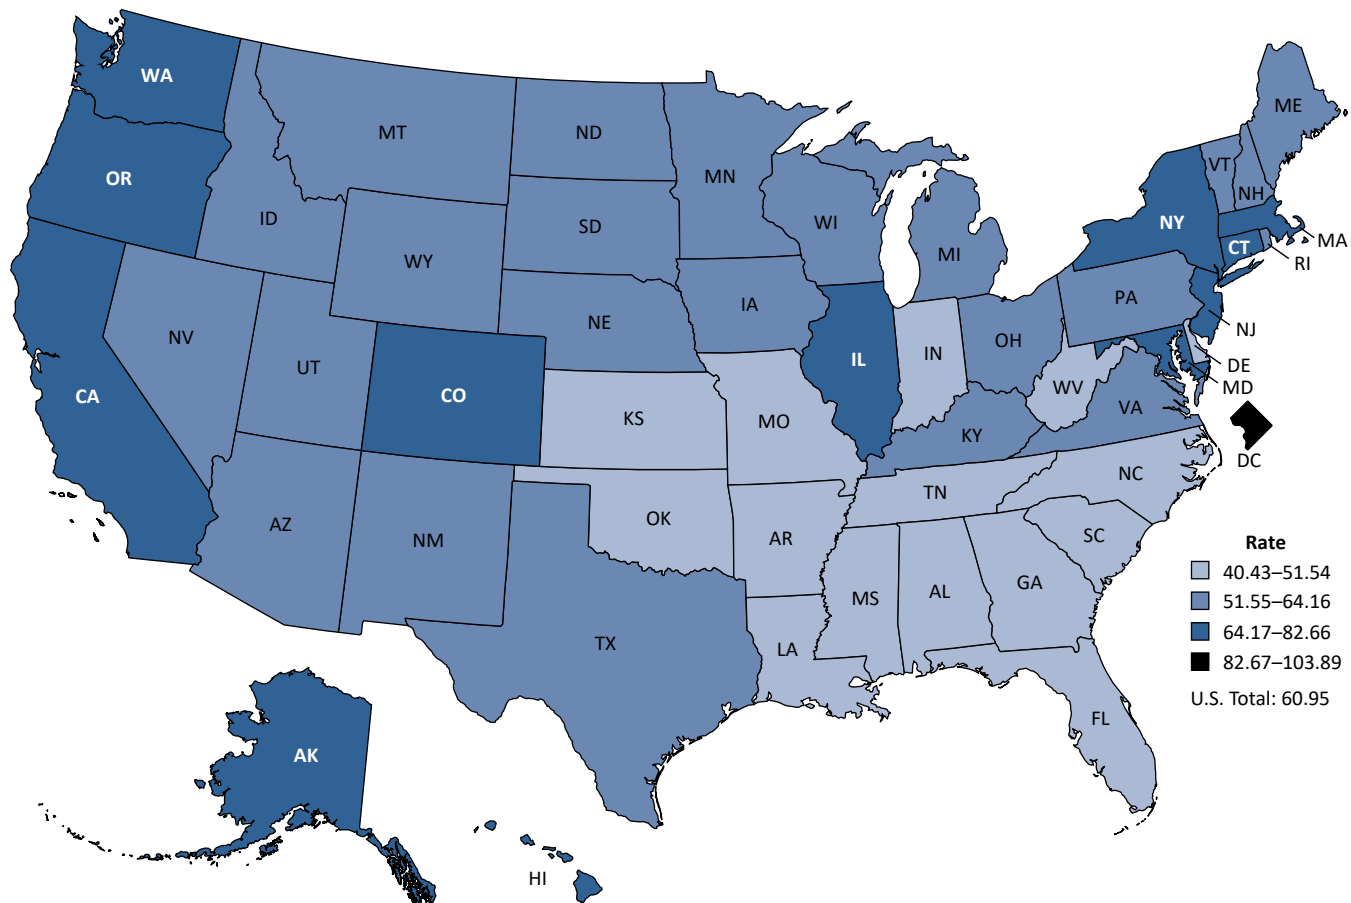 WA
MT
ND
MN
ME
OR
ID
SD
WI
VT
NH
NY
MA
WY
MI
CT
RI
NV
NE
IA
PA
NJ
UT
CO
IL
IN
OH
DE
CA
KS
MO
WV
MD
KY
VA
DC
AZ
NM
OK
AR
TN
NC
SC
MS
AL
GA
TX
LA
FL
AK
HI
Rate
40.43–51.54
51.55–64.16
64.17–82.66
82.67–103.89
U.S. Total: 60.95